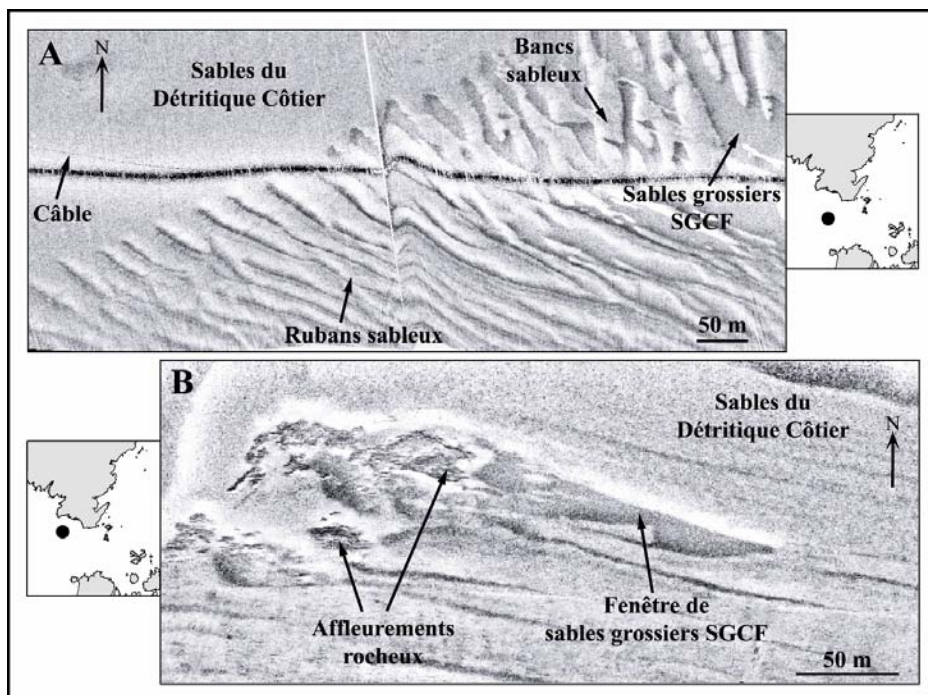 A
N
Sables du
Détritique Côtier
Bancs
sableux
Câble
Sables grossiers
SGCF
Rubans sableux
50 m
B
Sables du
Détritique Côtier
N
Affleurements
rocheux
Fenêtre de
sables grossiers SGCF
50 m